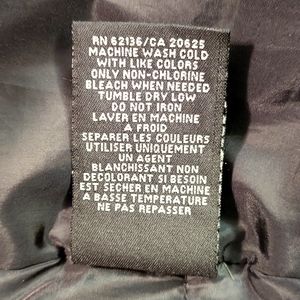 RN 62136/CA 20625
MACHINE WASH COLD
WITH LIKE COLORS
ONLY NON-CHLORINE
BLEACH WHEN NEEDED
TUMBLE DRY LOW
DO NOT IRON
LAVER EN MACHINE
A FROID
SEPARER LES COULEURS
UTILISER UNIQUEMENT
UN AGENT
BLANCHISSANT NON
DECOLORANT SI BESOIN
EST SECHER EN MACHINE
A BASSE TEMPERATURE
NE PAS REPASSER